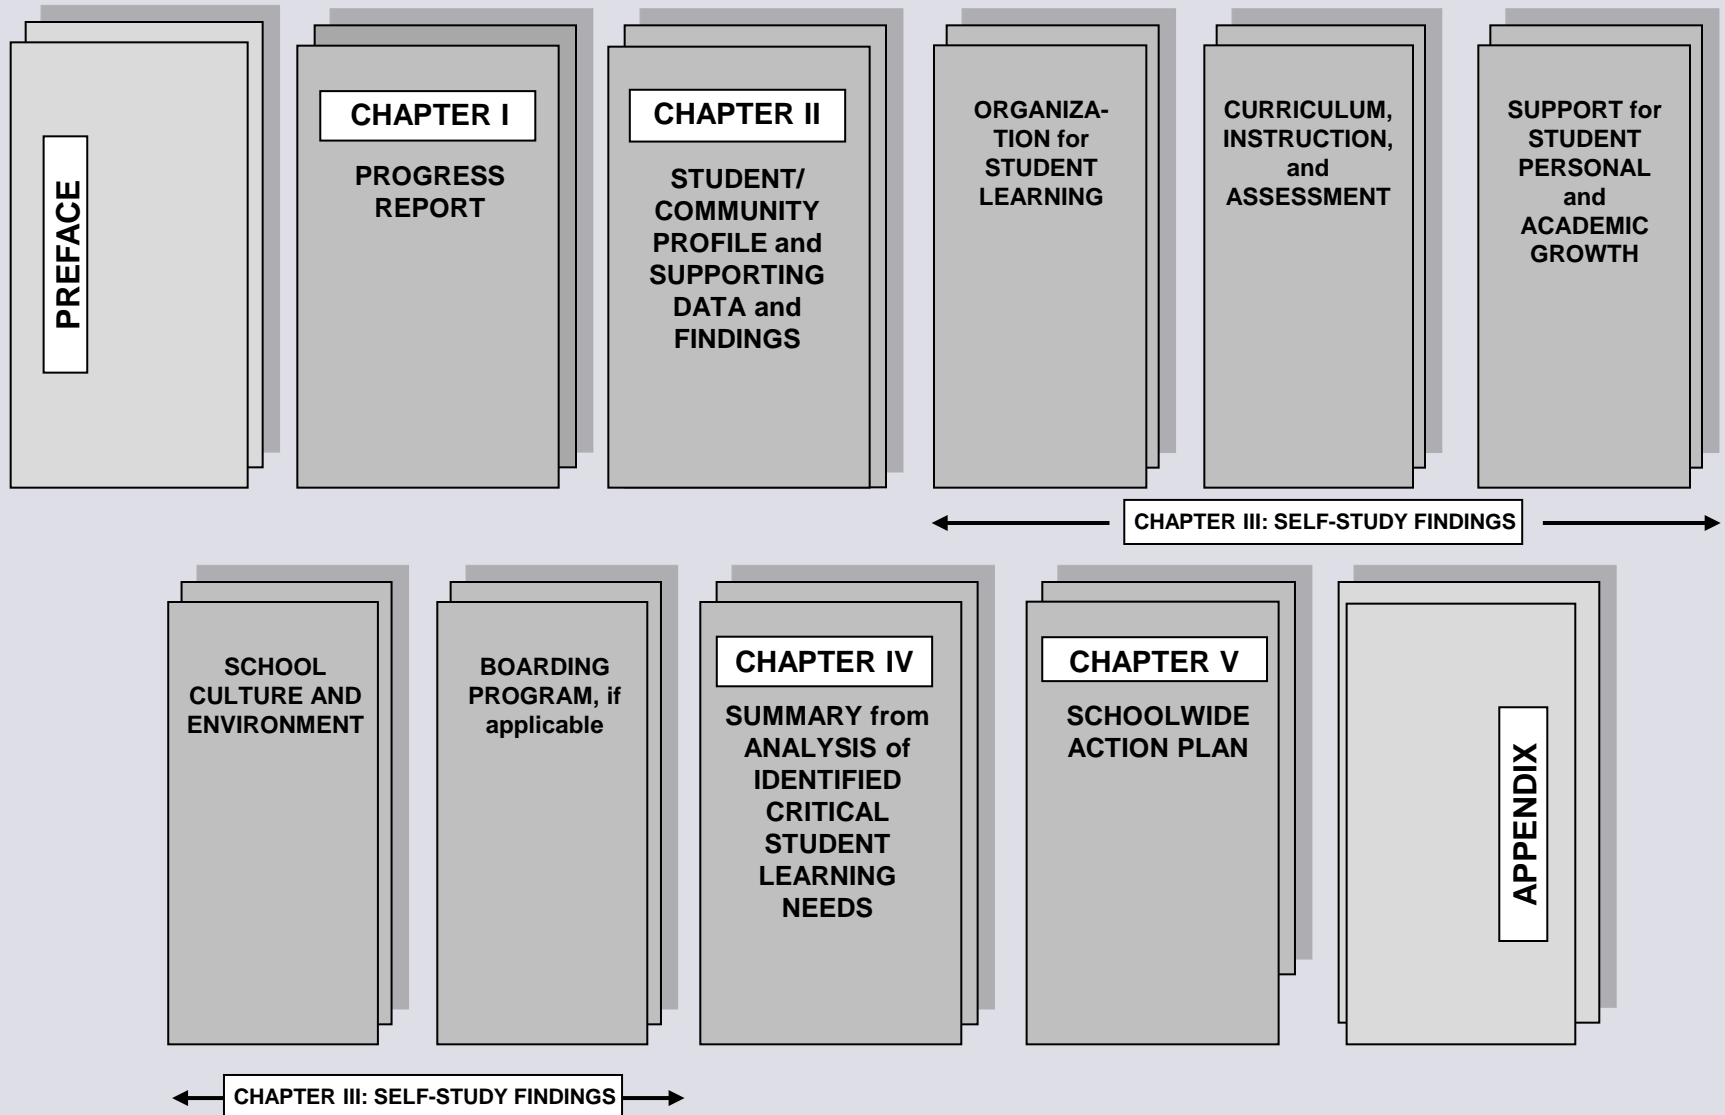 PREFACE
CHAPTER I
PROGRESS
REPORT
CHAPTER II
STUDENT/
COMMUNITY
PROFILE and
SUPPORTING
DATA and
FINDINGS
ORGANIZA-
TION for
STUDENT
LEARNING
CURRICULUM,
INSTRUCTION,
and
ASSESSMENT
SUPPORT for
STUDENT
PERSONAL
and
ACADEMIC
GROWTH
CHAPTER III: SELF-STUDY FINDINGS
SCHOOL
CULTURE AND
ENVIRONMENT
BOARDING
PROGRAM, if
applicable
CHAPTER IV
SUMMARY from
ANALYSIS of
IDENTIFIED
CRITICAL
STUDENT
LEARNING
NEEDS
CHAPTER V
SCHOOLWIDE
ACTION PLAN
APPENDIX
CHAPTER III: SELF-STUDY FINDINGS